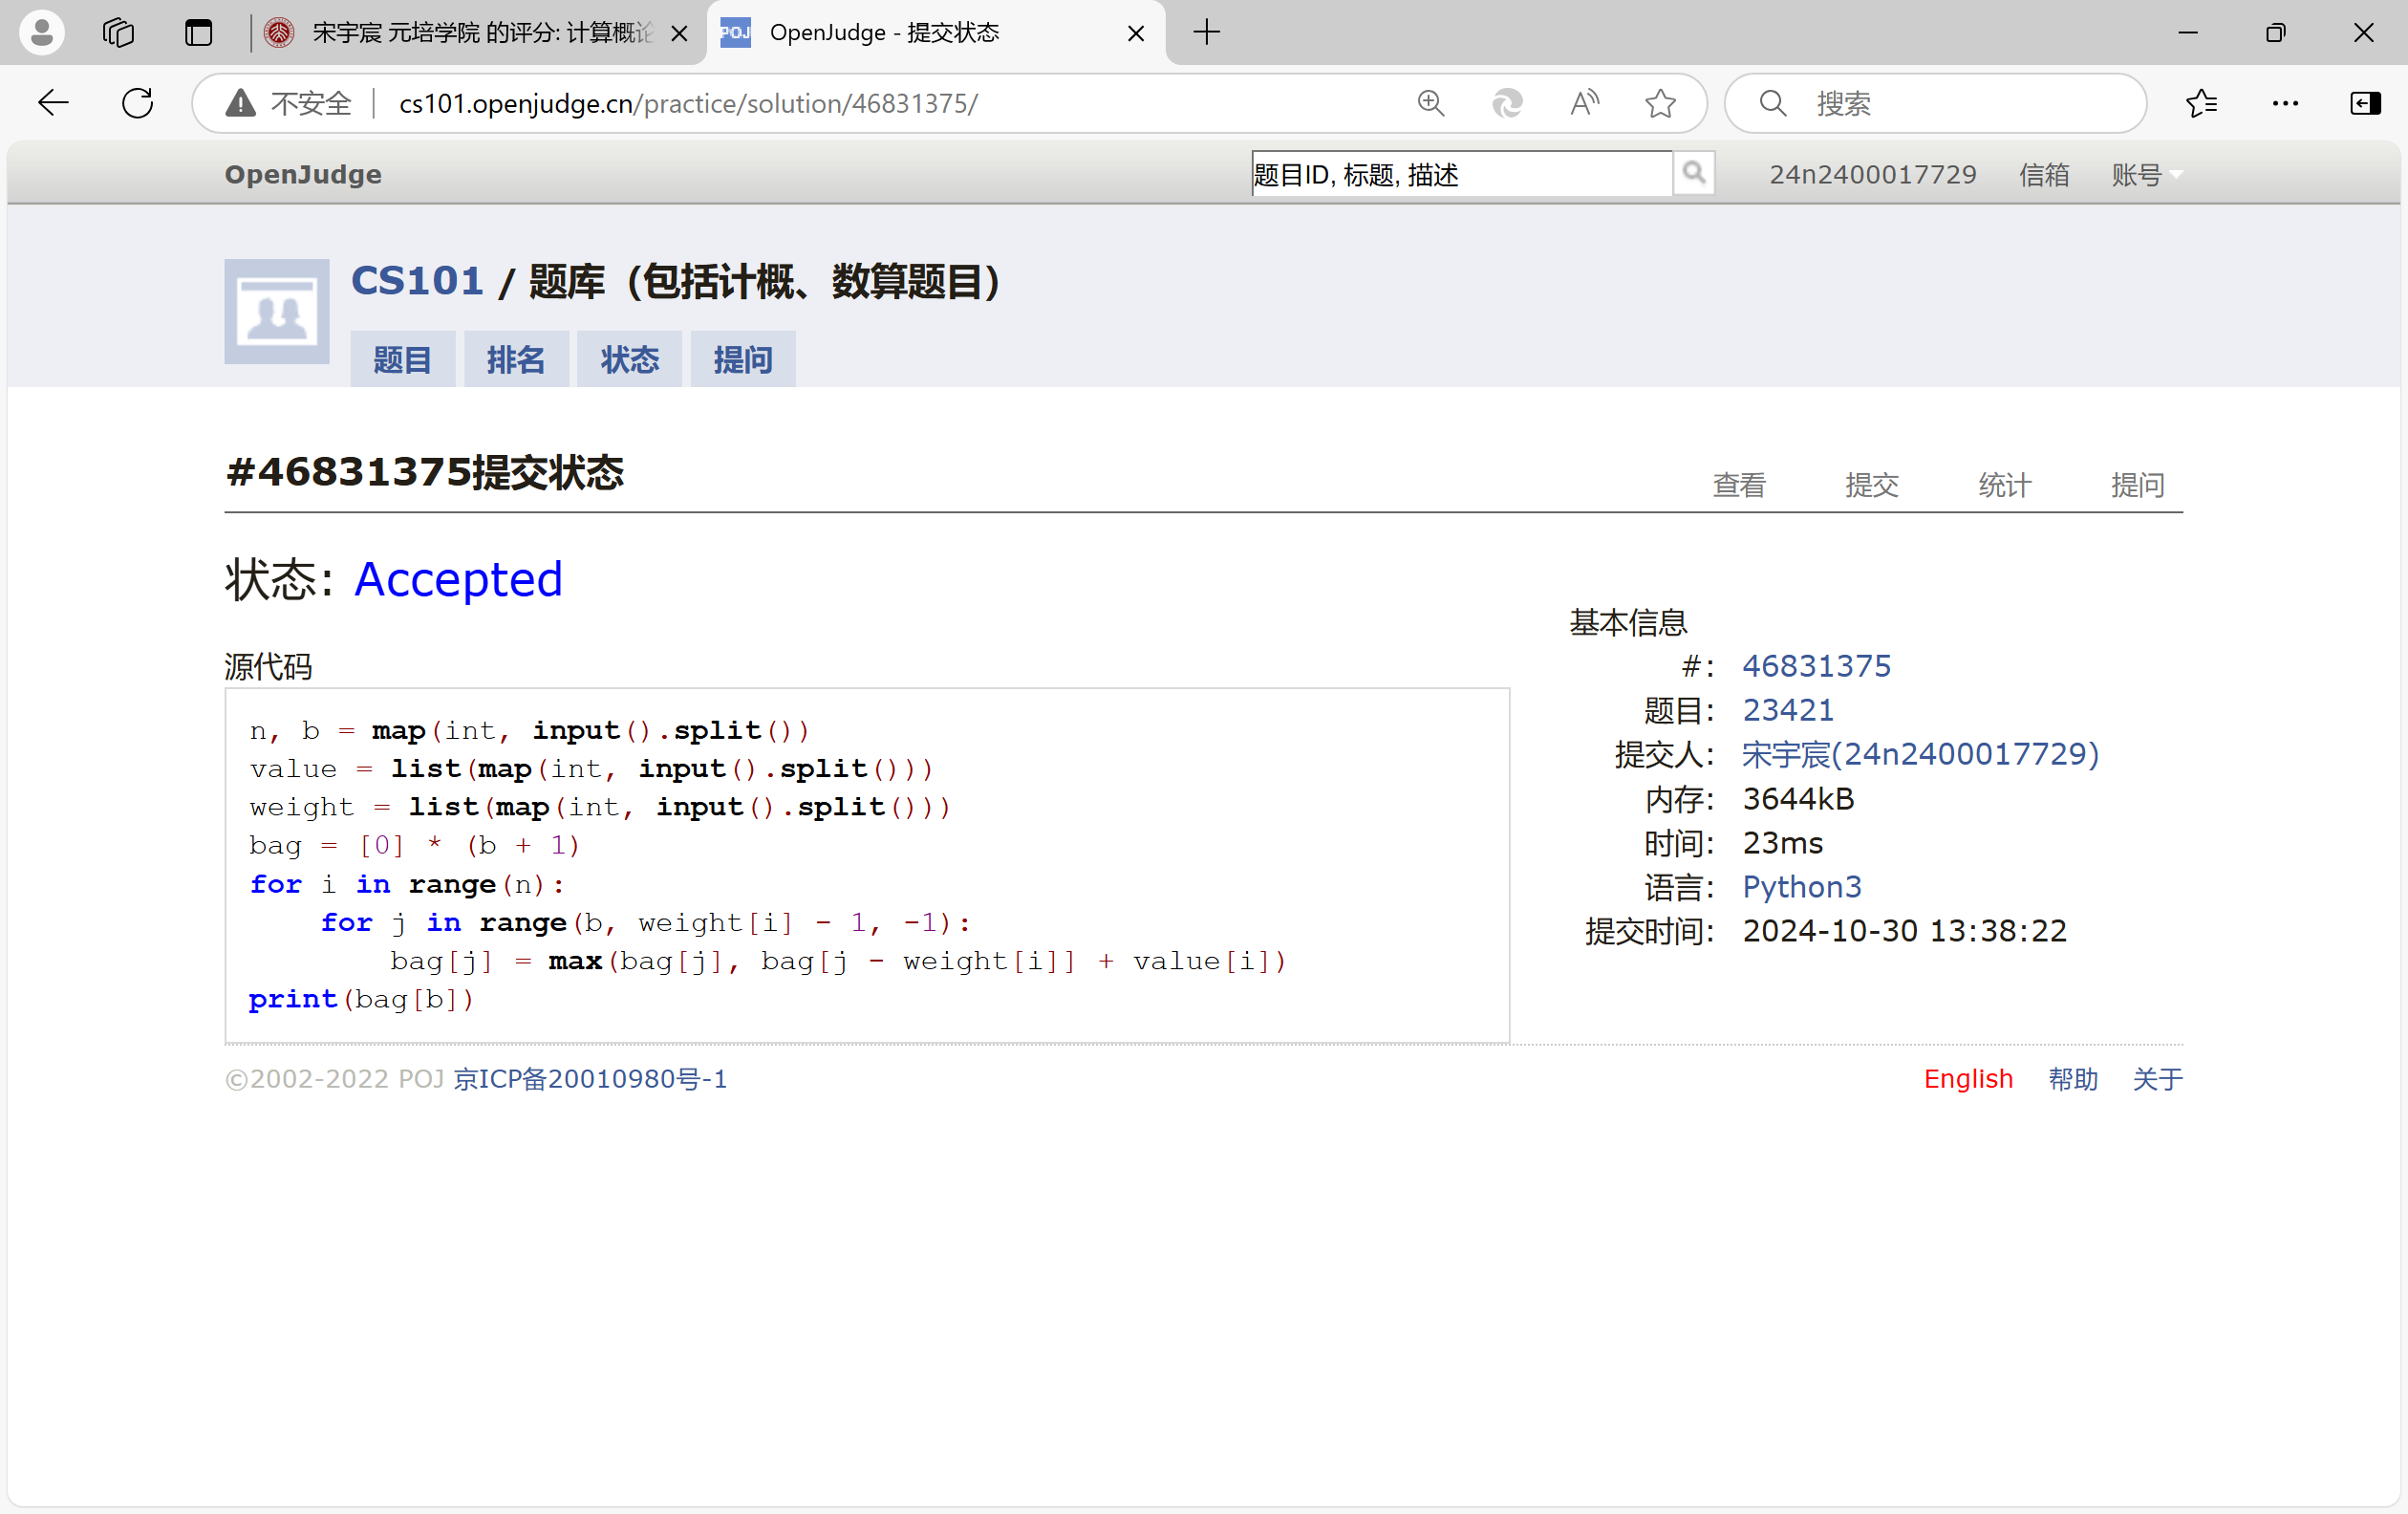 宋宇宸 元培学院 的评分: 计算概论
OpenJudge - 提交状态
不安全
cs101.openjudge.cn/practice/solution/46831375/
搜索
OpenJudge
题目ID, 标题, 描述
24n2400017729
信箱
账号
CS101 / 题库（包括计概、数算题目）
题目
排名
状态
提问
#46831375提交状态
查看
提交
统计
提问
状态: Accepted
源代码
n, b = map(int, input().split())
value = list(map(int, input().split()))
weight = list(map(int, input().split()))
bag = [0] * (b + 1)
for i in range(n):
    for j in range(b, weight[i] - 1, -1):
        bag[j] = max(bag[j], bag[j - weight[i]] + value[i])
print(bag[b])
基本信息
#: 46831375
题目: 23421
提交人: 宋宇宸(24n2400017729)
内存: 3644kB
时间: 23ms
语言: Python3
提交时间: 2024-10-30 13:38:22
©2002-2022 POJ 京ICP备20010980号-1
English
帮助
关于